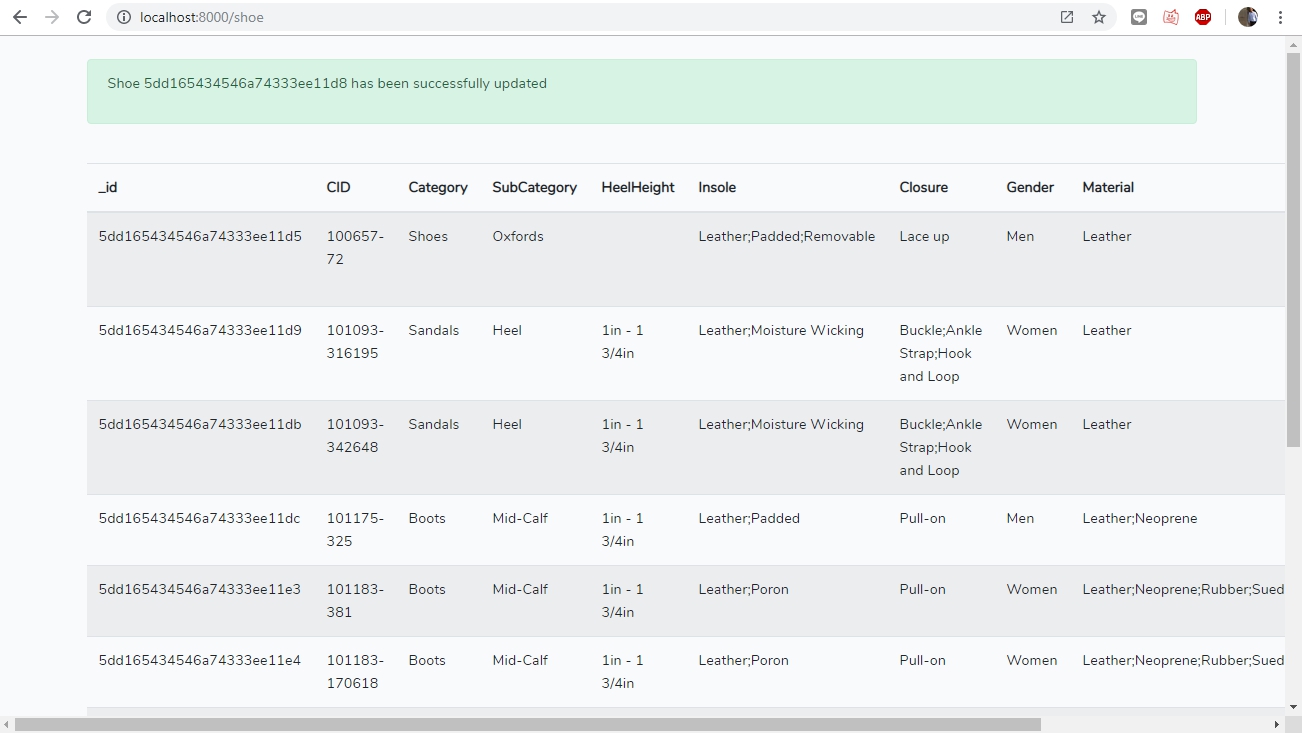 localhost:8000/shoe
ABP
Shoe 5dd165434546a74333ee11d8 has been successfully updated
_id CID Category SubCategory HeelHeight Insole Closure Gender Material
5dd165434546a74333ee11d5 100657- Shoes Oxfords Leather;Padded;Removable Lace up Men Leather
72
5dd165434546a74333ee11d9 101093- Sandals Heel 1in - 1 Leather;Moisture Wicking Buckle;Ankle Women Leather
316195 3/4in Strap;Hook
and Loop
5dd165434546a74333ee11db 101093- Sandals Heel 1in - 1 Leather;Moisture Wicking Buckle;Ankle Women Leather
342648 3/4in Strap;Hook
and Loop
5dd165434546a74333ee11dc 101175- Boots Mid-Calf 1in - 1 Leather;Padded Pull-on Men Leather;Neoprene
325 3/4in
5dd165434546a74333ee11e3 101183- Boots Mid-Calf 1in - 1 Leather;Poron Pull-on Women Leather;Neoprene;Rubber;Sued
381 3/4in
5dd165434546a74333ee11e4 101183- Boots Mid-Calf 1in - 1 Leather;Poron Pull-on Women Leather;Neoprene;Rubber;Sued
170618 3/4in